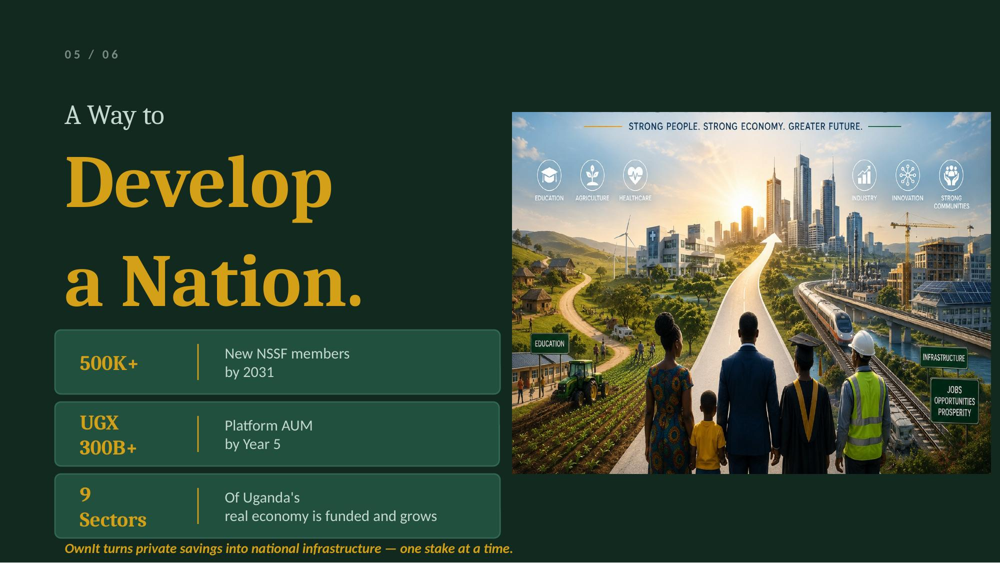 05 / 06
A Way to
Develop
a Nation.
500K+
New NSSF members
by 2031
UGX
300B+
Platform AUM
by Year 5
9
Sectors
Of Uganda's
real economy is funded and grows
OwnIt turns private savings into national infrastructure — one stake at a time.
STRONG PEOPLE. STRONG ECONOMY. GREATER FUTURE.
EDUCATION
AGRICULTURE
HEALTHCARE
INDUSTRY
INNOVATION
STRONG
COMMUNITIES
EDUCATION
INFRASTRUCTURE
JOBS
OPPORTUNITIES
PROSPERITY